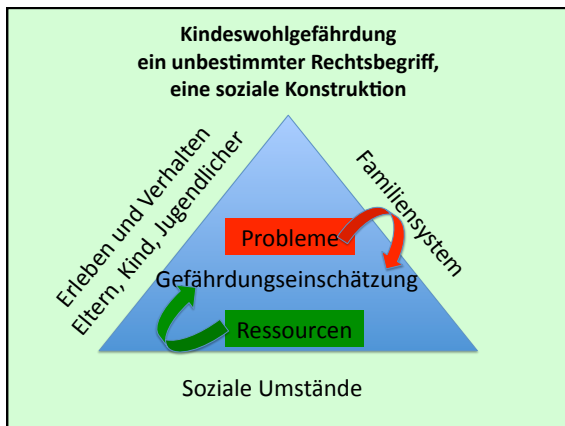 Kindeswohlgefährdung
ein unbestimmter Rechtsbegriff,
eine soziale Konstruktion
Erleben und Verhalten
Eltern, Kind, Jugendlicher
Familiensystem
Probleme
Gefährdungseinschätzung
Ressourcen
Soziale Umstände